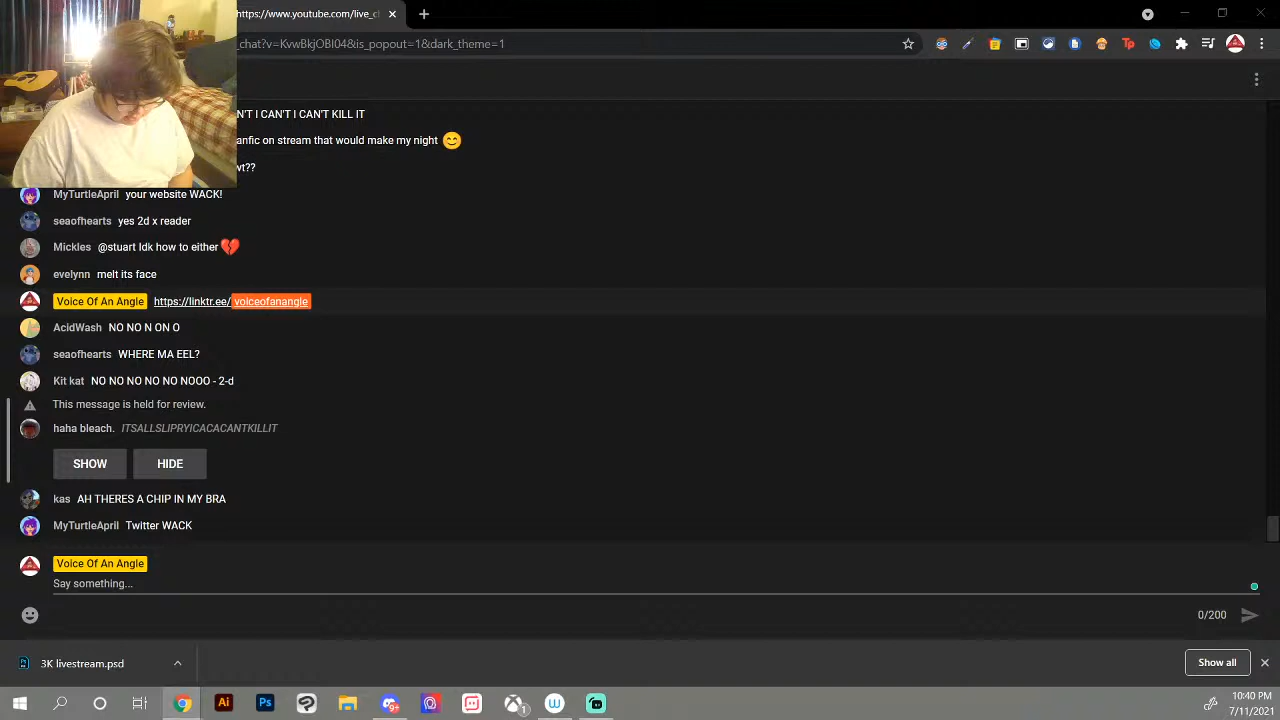 https://www.youtube.com/live_c
_chat?v=KvwBkjOBI04&is_popout=1&dark_theme=1
N'T I CAN'T I CAN'T KILL IT
anfic on stream that would make my night 😊
wt??
MyTurtleApril your website WACK!
seaofhearts yes 2d x reader
Mickles @stuart Idk how to either 💔
evelynn melt its face
Voice Of An Angle https://linktr.ee/voiceofanangle
AcidWash NO NO N ON O
seaofhearts WHERE MA EEL?
Kit kat NO NO NO NO NO NOOO - 2-d
This message is held for review.
haha bleach. ITSALLSLIPRYICACACANTKILLIT
SHOW HIDE
kas AH THERES A CHIP IN MY BRA
MyTurtleApril Twitter WACK
Voice Of An Angle
Say something...
0/200
3K livestream.psd
Show all
Ai Ps
10:40 PM
7/11/2021